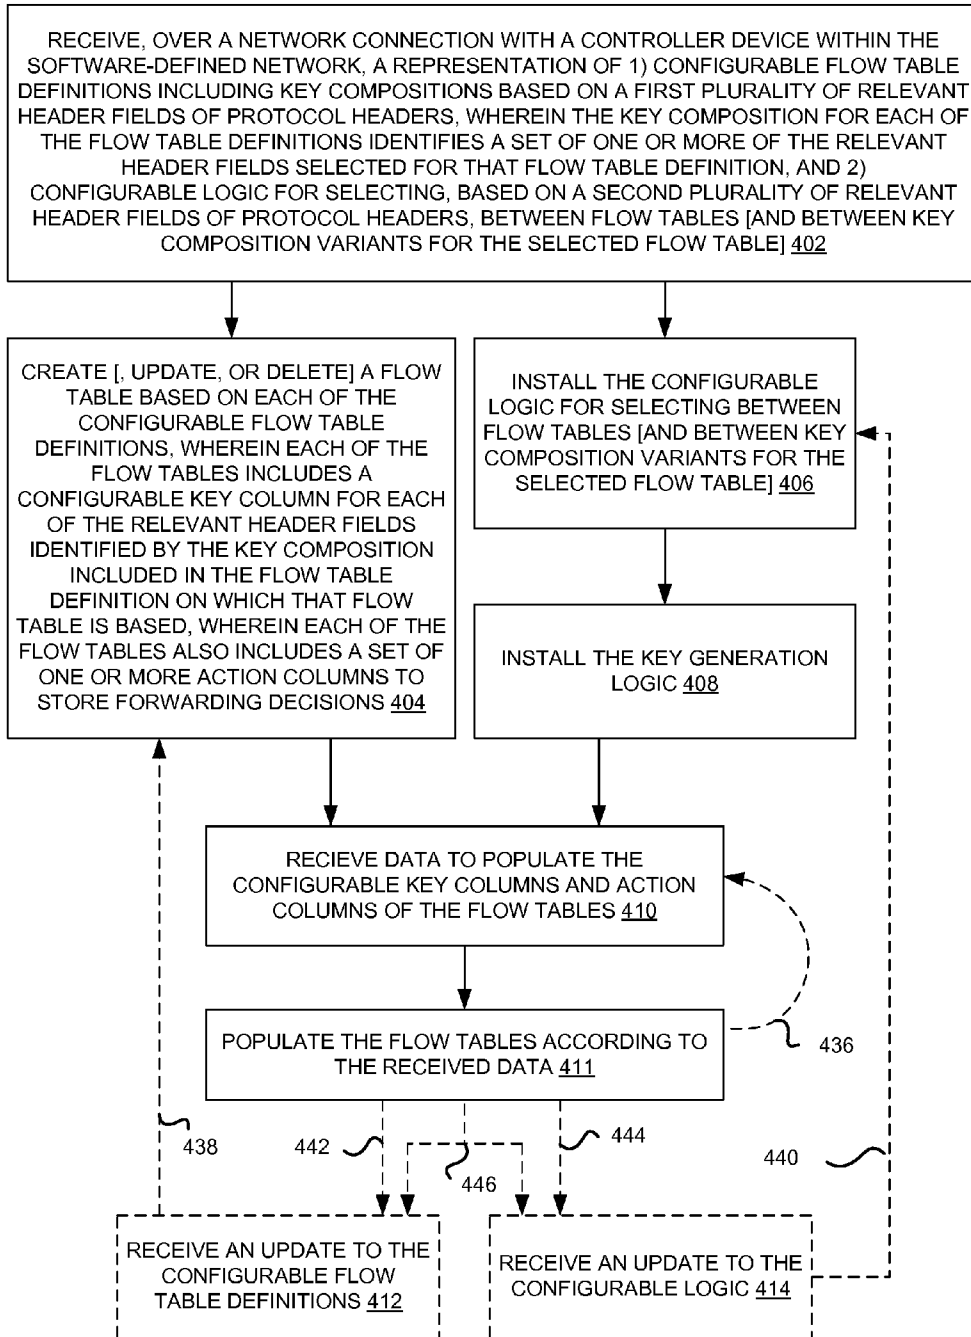 RECEIVE, OVER A NETWORK CONNECTION WITH A CONTROLLER DEVICE WITHIN THE
SOFTWARE-DEFINED NETWORK, A REPRESENTATION OF 1) CONFIGURABLE FLOW TABLE
DEFINITIONS INCLUDING KEY COMPOSITIONS BASED ON A FIRST PLURALITY OF RELEVANT
HEADER FIELDS OF PROTOCOL HEADERS, WHEREIN THE KEY COMPOSITION FOR EACH OF
THE FLOW TABLE DEFINITIONS IDENTIFIES A SET OF ONE OR MORE OF THE RELEVANT
HEADER FIELDS SELECTED FOR THAT FLOW TABLE DEFINITION, AND 2)
CONFIGURABLE LOGIC FOR SELECTING, BASED ON A SECOND PLURALITY OF RELEVANT
HEADER FIELDS OF PROTOCOL HEADERS, BETWEEN FLOW TABLES [AND BETWEEN KEY
COMPOSITION VARIANTS FOR THE SELECTED FLOW TABLE] 402
CREATE [, UPDATE, OR DELETE] A FLOW
TABLE BASED ON EACH OF THE
CONFIGURABLE FLOW TABLE
DEFINITIONS, WHEREIN EACH OF THE
FLOW TABLES INCLUDES A
CONFIGURABLE KEY COLUMN FOR EACH
OF THE RELEVANT HEADER FIELDS
IDENTIFIED BY THE KEY COMPOSITION
INCLUDED IN THE FLOW TABLE
DEFINITION ON WHICH THAT FLOW
TABLE IS BASED, WHEREIN EACH OF THE
FLOW TABLES ALSO INCLUDES A SET OF
ONE OR MORE ACTION COLUMNS TO
STORE FORWARDING DECISIONS 404
INSTALL THE CONFIGURABLE
LOGIC FOR SELECTING BETWEEN
FLOW TABLES [AND BETWEEN KEY
COMPOSITION VARIANTS FOR THE
SELECTED FLOW TABLE] 406
INSTALL THE KEY GENERATION
LOGIC 408
RECIEVE DATA TO POPULATE THE
CONFIGURABLE KEY COLUMNS AND ACTION
COLUMNS OF THE FLOW TABLES 410
POPULATE THE FLOW TABLES ACCORDING TO
THE RECEIVED DATA 411
436
438
442
446
444
440
RECEIVE AN UPDATE TO THE
CONFIGURABLE FLOW
TABLE DEFINITIONS 412
RECEIVE AN UPDATE TO THE
CONFIGURABLE LOGIC 414